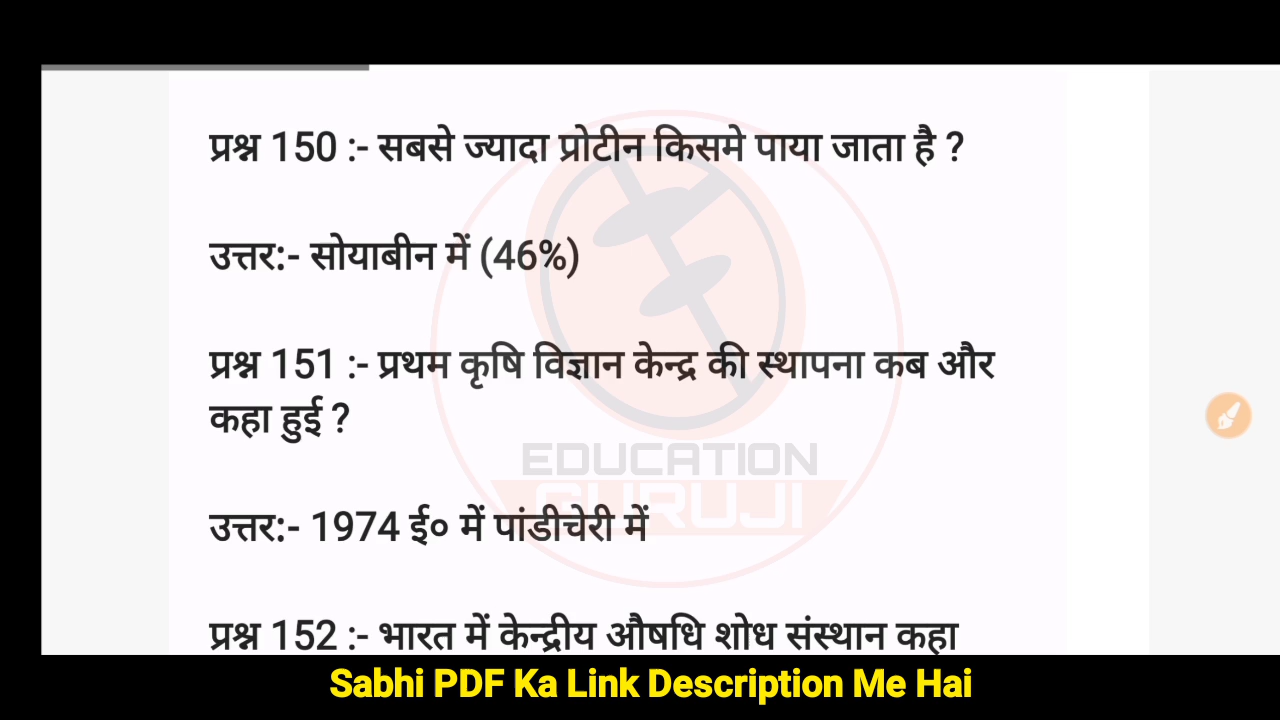 प्रश्न 150 :- सबसे ज्यादा प्रोटीन किसमे पाया जाता है ?
उत्तर:- सोयाबीन में (46%)
प्रश्न 151 :- प्रथम कृषि विज्ञान केन्द्र की स्थापना कब और
कहा हुई ?
EDUCATION
GURUJI
उत्तर:- 1974 ई० में पांडीचेरी में
प्रश्न 152 :- भारत में केन्द्रीय औषधि शोध संस्थान कहा
Sabhi PDF Ka Link Description Me Hai